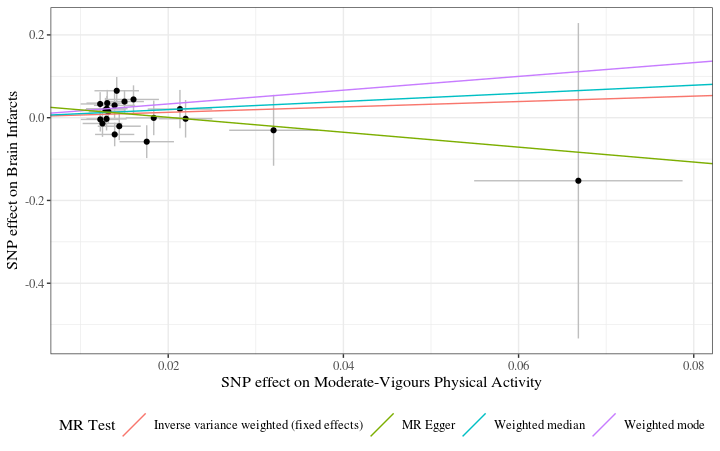 0.2
0.0
-0.2
-0.4
SNP effect on Brain Infarcts
0.02
0.04
0.06
0.08
SNP effect on Moderate-Vigours Physical Activity
MR Test
Inverse variance weighted (fixed effects)
MR Egger
Weighted median
Weighted mode